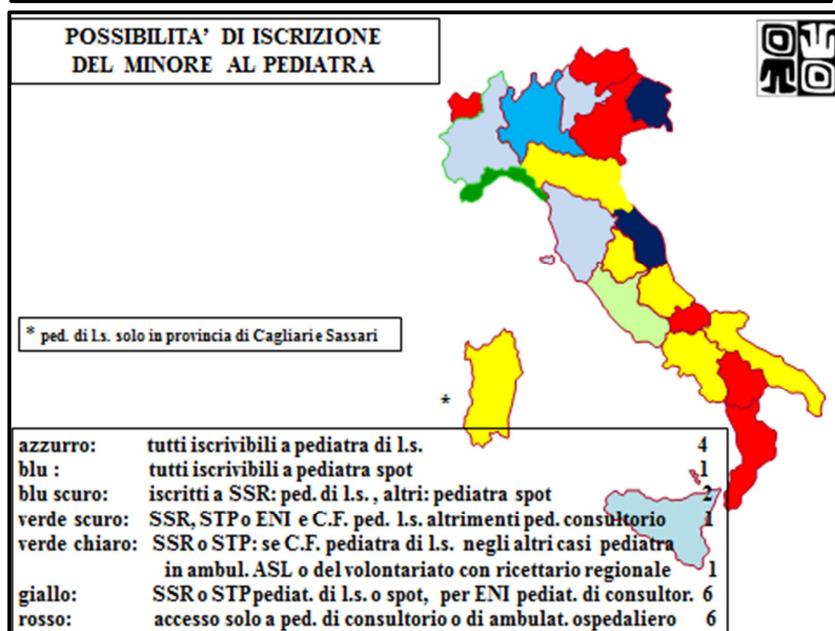 POSSIBILITA' DI ISCRIZIONE
DEL MINORE AL PEDIATRA
* ped. di l.s. solo in provincia di Cagliari e Sassari
*
azzurro: tutti iscrivibili a pediatra di l.s. 4
blu : tutti iscrivibili a pediatra spot 1
blu scuro: iscritti a SSR: ped. di l.s. , altri: pediatra spot 2
verde scuro: SSR, STP o ENI e C.F. ped. l.s. altrimenti ped. consultorio 1
verde chiaro: SSR o STP: se C.F. pediatra di l.s. negli altri casi pediatra
in ambul. ASL o del volontariato con ricettario regionale 1
giallo: SSR o STP pediat. di l.s. o spot, per ENI pediat. di consultor. 6
rosso: accesso solo a ped. di consultorio o di ambulat. ospedaliero 6